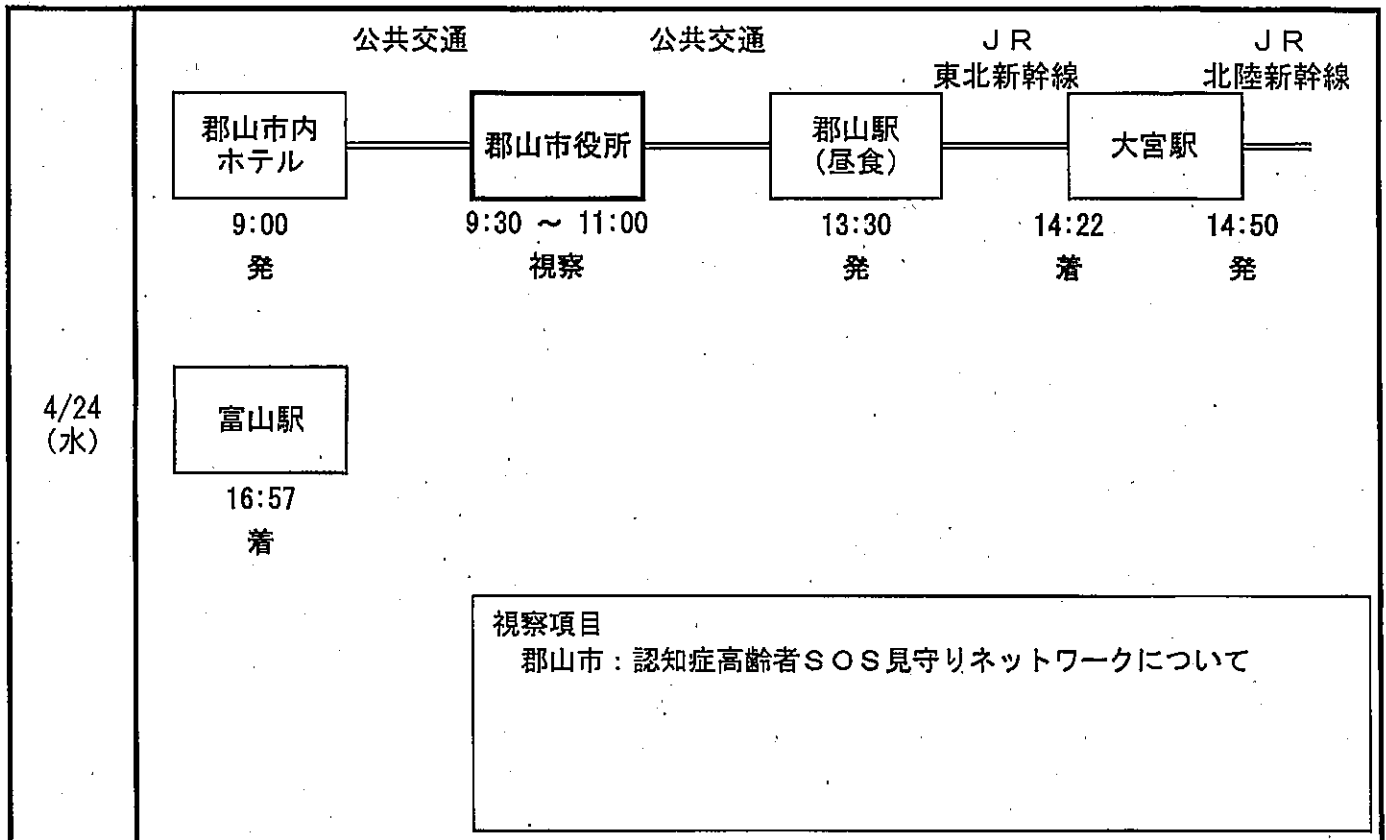 公共交通
公共交通
ＪＲ
東北新幹線
ＪＲ
北陸新幹線
郡山市内
ホテル
郡山市役所
郡山駅
(昼食)
大宮駅
9:00
発
9:30 ～ 11:00
視察
13:30
発
14:22
着
14:50
発
4/24
(水)
富山駅
16:57
着
視察項目
郡山市：認知症高齢者ＳＯＳ見守りネットワークについて